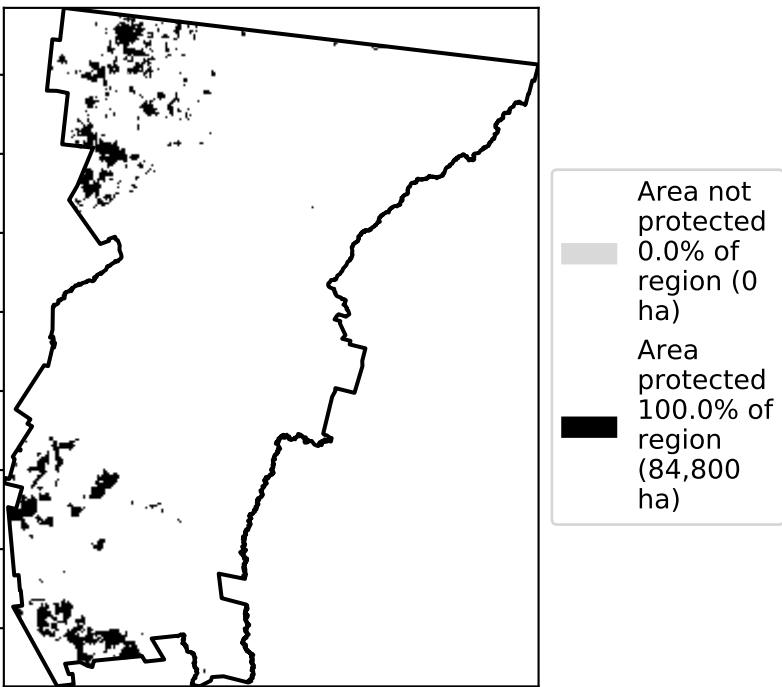 Area not
protected
0.0% of
region (0
ha)
Area
protected
100.0% of
region
(84,800
ha)